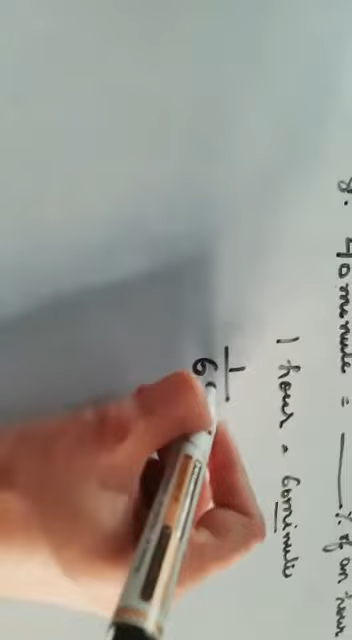 8. 40 minute = ____ % of an hour
1 hour = 60 minute
1
6